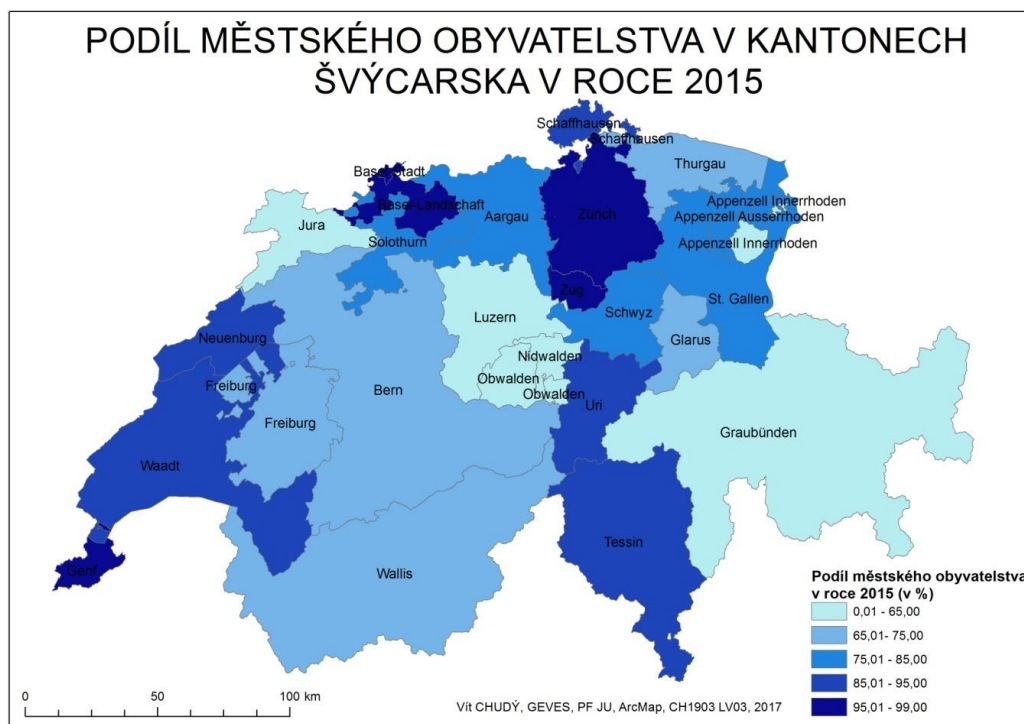 PODÍL MĚSTSKÉHO OBYVATELSTVA V KANTONECH
ŠVÝCARSKA V ROCE 2015
Schaffhausen
Schaffhausen
Thurgau
Basel-Stadt
Basel-Landschaft
Aargau
Zürich
Appenzell Innerrhoden
Appenzell Ausserrhoden
Appenzell Innerrhoden
Jura
Solothurn
Zug
St. Gallen
Luzern
Schwyz
Neuenburg
Glarus
Nidwalden
Obwalden
Obwalden
Freiburg
Bern
Uri
Freiburg
Graubünden
Waadt
Tessin
Genf
Wallis
Podíl městského obyvatelstva
v roce 2015 (v %)
0,01 - 65,00
65,01- 75,00
75,01 - 85,00
85,01 - 95,00
95,01 - 99,00
0 50 100 km
Vít CHUDÝ, GEVES, PF JU, ArcMap, CH1903 LV03, 2017